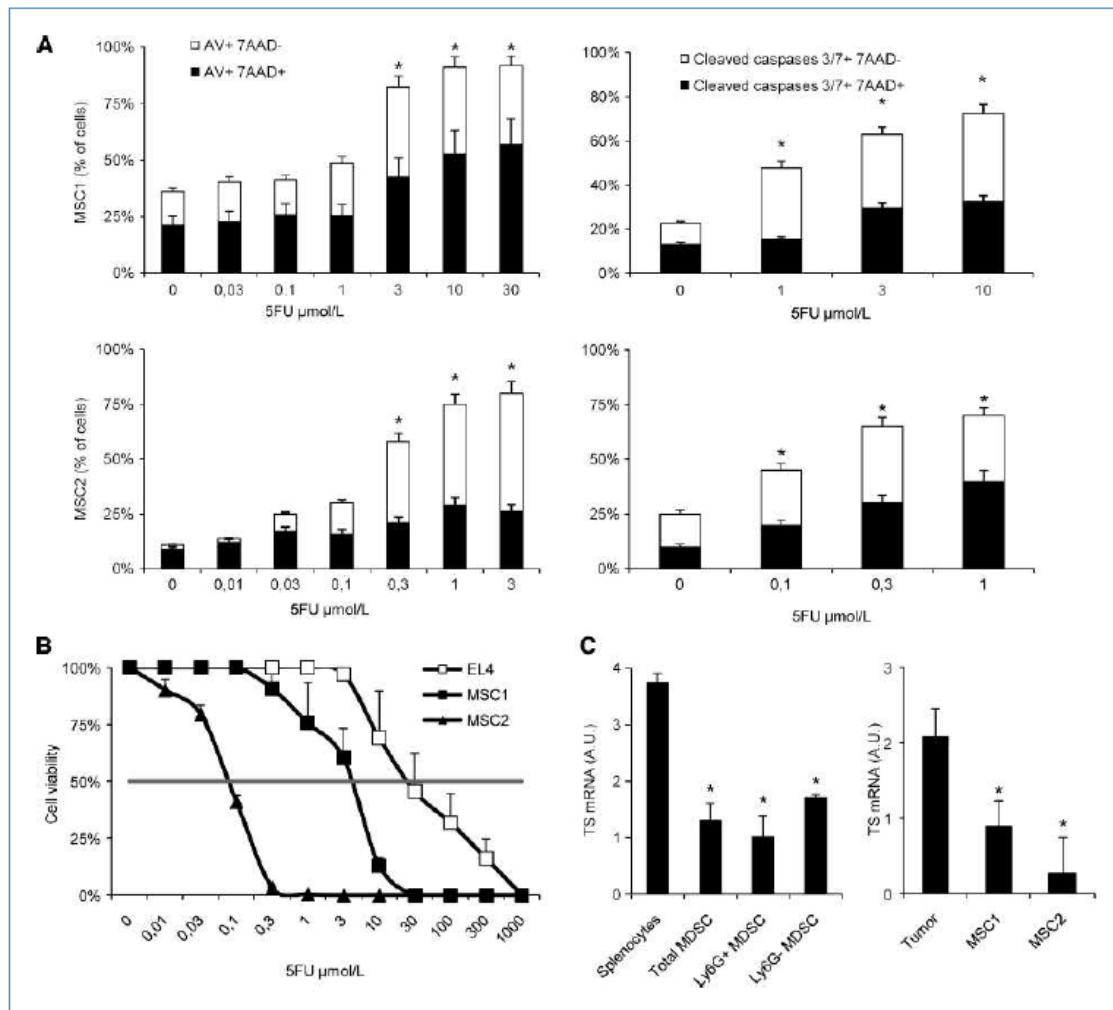 A
AV+ 7AAD-
AV+ 7AAD+
100%
75%
50%
25%
0%
MSC1 (% of cells)
* * *
0 0,03 0.1 1 3 10 30
5FU µmol/L
Cleaved caspases 3/7+ 7AAD-
Cleaved caspases 3/7+ 7AAD+
100%
80%
60%
40%
20%
0%
* * *
0 1 3 10
5FU µmol/L
100%
75%
50%
25%
0%
MSC2 (% of cells)
* * *
0 0,01 0,03 0,1 0,3 1 3
5FU µmol/L
100%
75%
50%
25%
0%
* * *
0 0,1 0,3 1
5FU µmol/L
B
EL4
MSC1
MSC2
100%
75%
50%
25%
0%
Cell viability
0 0,01 0,03 0,1 0,3 1 3 10 30 100 300 1000
5FU µmol/L
C
4
3
2
1
0
TS mRNA (A.U.)
* * *
Splenocytes
Total MDSC
Ly6G+ MDSC
Ly6G- MDSC
3
2
1
0
TS mRNA (A.U.)
* *
Tumor
MSC1
MSC2